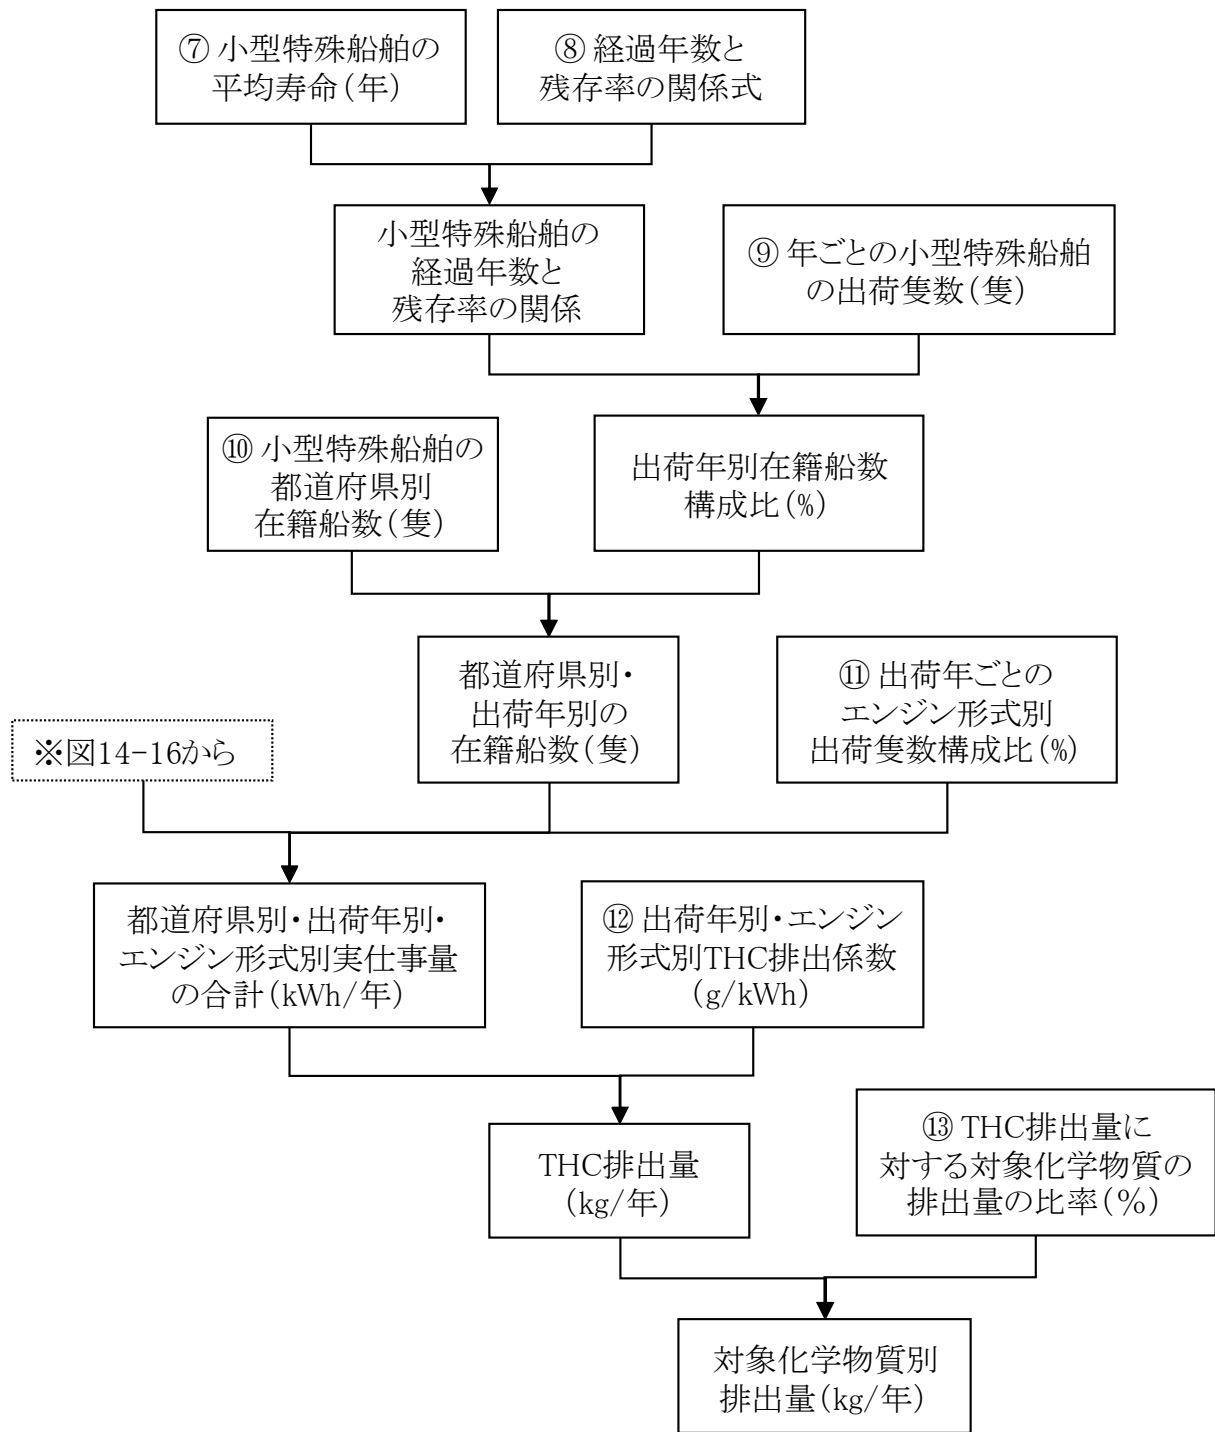 ⑦ 小型特殊船舶の
平均寿命(年)
⑧ 経過年数と
残存率の関係式
小型特殊船舶の
経過年数と
残存率の関係
⑨ 年ごとの小型特殊船舶
の出荷隻数(隻)
⑩ 小型特殊船舶の
都道府県別
在籍船数(隻)
出荷年別在籍船数
構成比(%)
都道府県別・
出荷年別の
在籍船数(隻)
⑪ 出荷年ごとの
エンジン形式別
出荷隻数構成比(%)
※図14-16から
都道府県別・出荷年別・
エンジン形式別実仕事量
の合計(kWh/年)
⑫ 出荷年別・エンジン
形式別THC排出係数
(g/kWh)
THC排出量
(kg/年)
⑬ THC排出量に
対する対象化学物質の
排出量の比率(%)
対象化学物質別
排出量(kg/年)